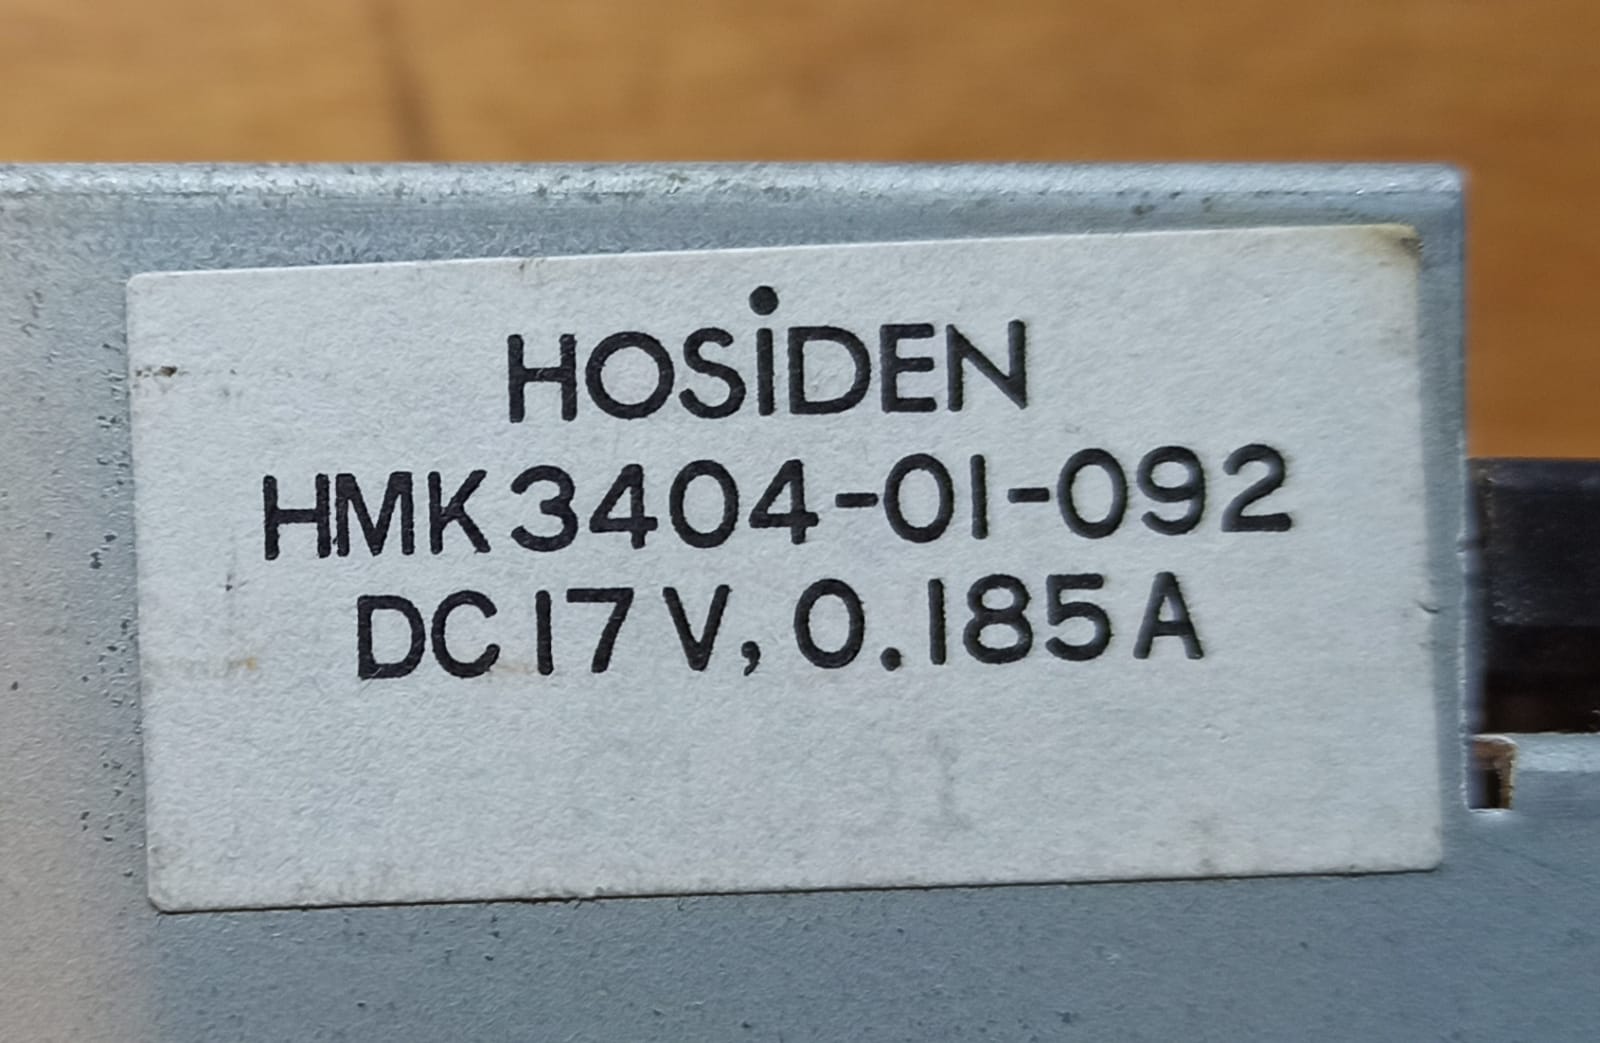 HOSiDEN
HMK3404-01-092
DC17V, 0.185A